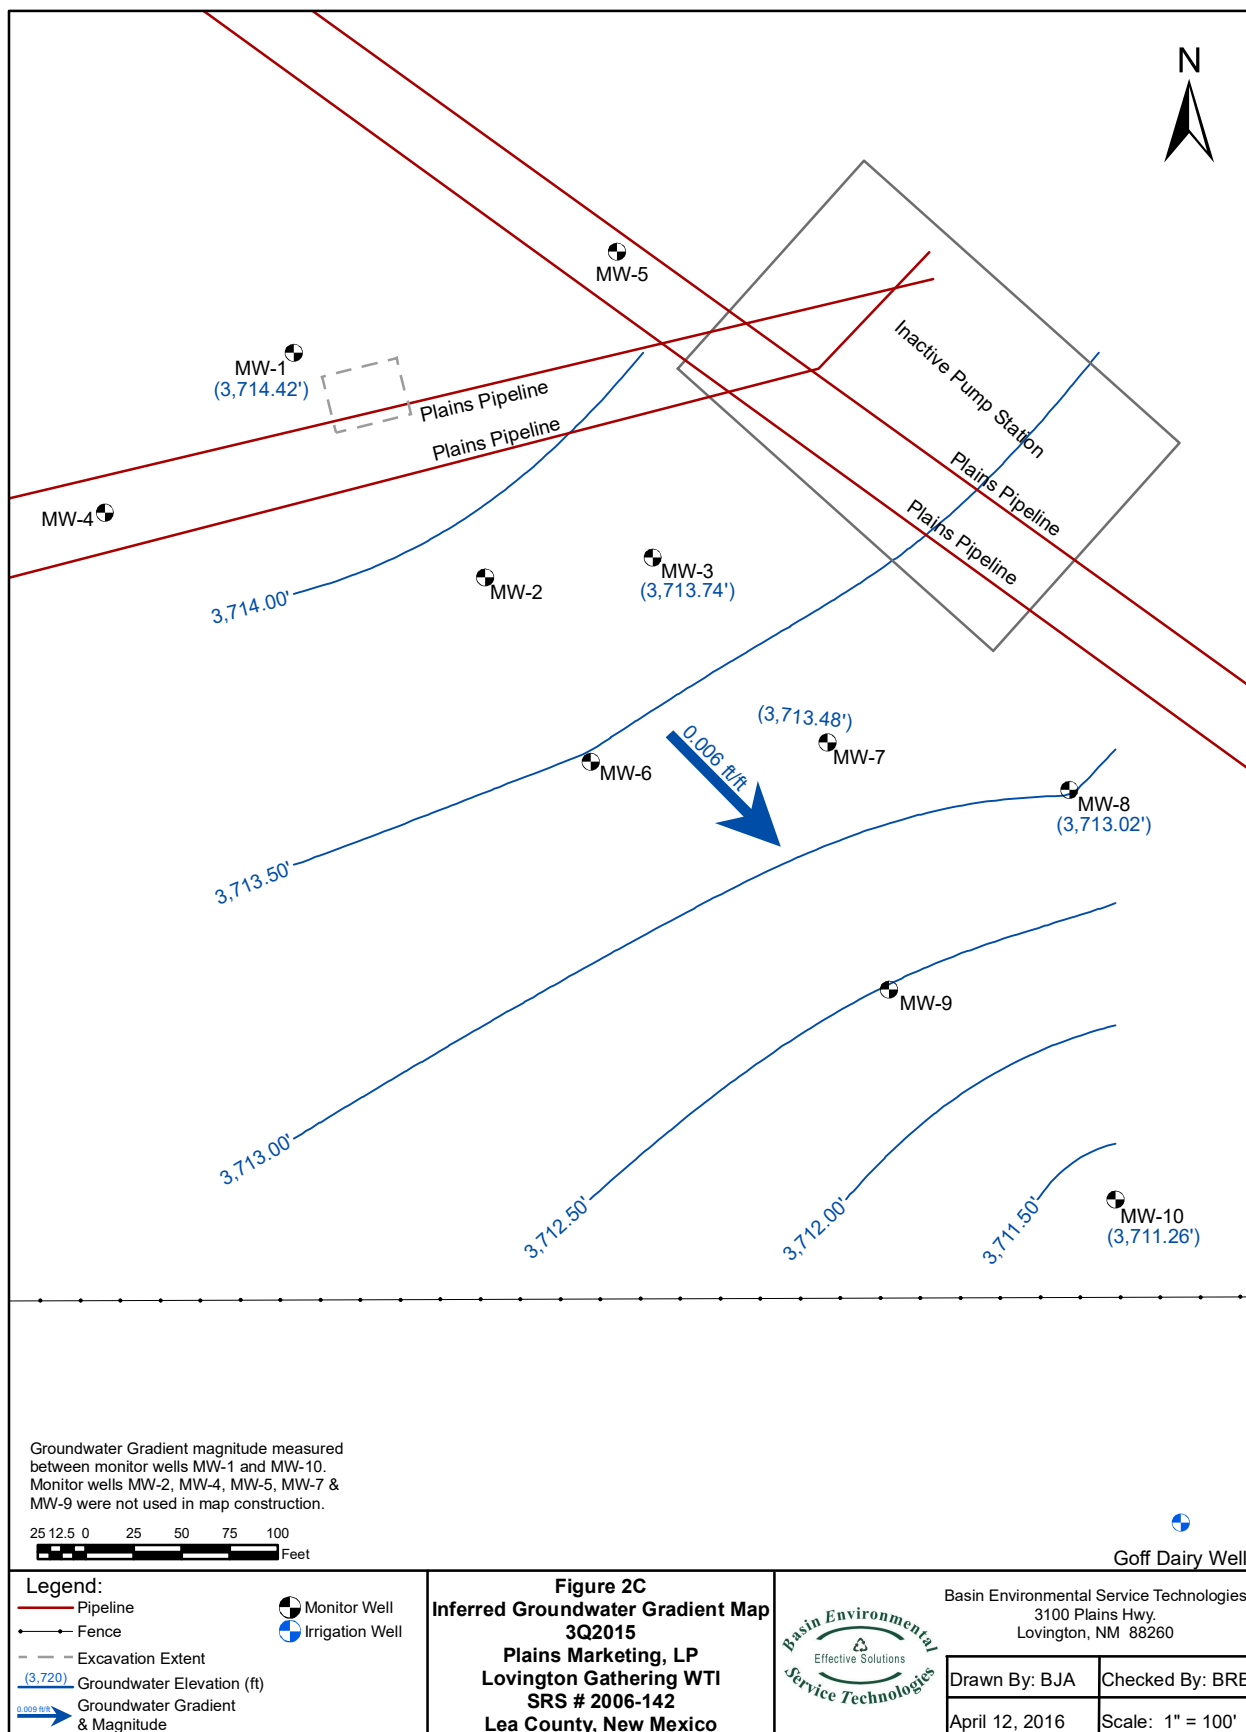 N
MW-5
MW-1
(3,714.42')
Inactive Pump Station
Plains Pipeline
Plains Pipeline
Plains Pipeline
Plains Pipeline
MW-4
MW-3
(3,713.74')
MW-2
3,714.00'
(3,713.48')
MW-7
0.006 ft/ft
MW-6
MW-8
(3,713.02')
3,713.50'
MW-9
3,713.00'
3,712.50'
3,712.00'
3,711.50'
MW-10
(3,711.26')
Groundwater Gradient magnitude measured
between monitor wells MW-1 and MW-10.
Monitor wells MW-2, MW-4, MW-5, MW-7 &
MW-9 were not used in map construction.
25 12.5 0 25 50 75 100
Feet
Goff Dairy Well
Legend:
Pipeline
Fence
Excavation Extent
(3,720) Groundwater Elevation (ft)
0.009 ft/ft Groundwater Gradient
& Magnitude
Monitor Well
Irrigation Well
Figure 2C
Inferred Groundwater Gradient Map
3Q2015
Plains Marketing, LP
Lovington Gathering WTI
SRS # 2006-142
Lea County, New Mexico
Basin Environmental
Effective Solutions
Service Technologies
Basin Environmental Service Technologies
3100 Plains Hwy.
Lovington, NM 88260
Drawn By: BJA
Checked By: BRB
April 12, 2016
Scale: 1" = 100'